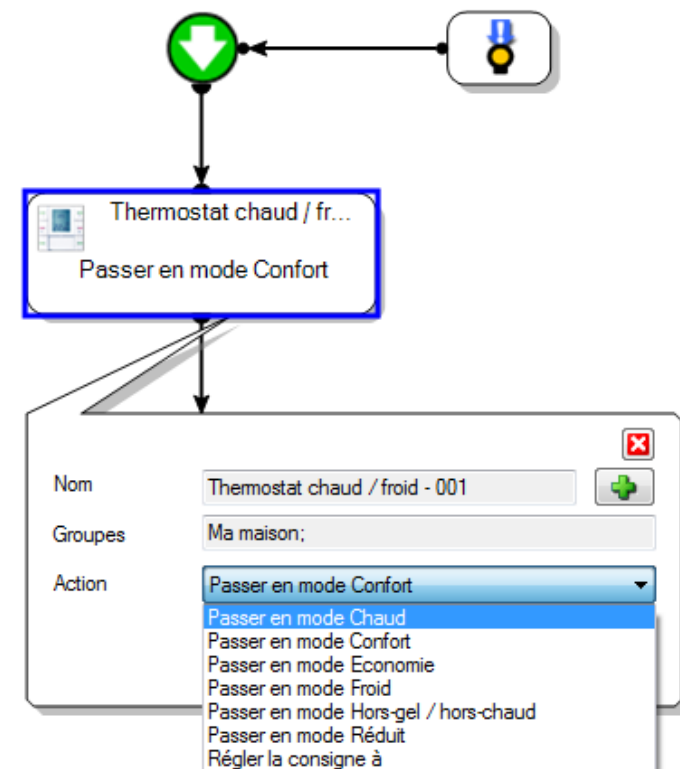 Thermostat chaud / fr...
Passer en mode Confort
Nom
Thermostat chaud / froid - 001
Groupes
Ma maison;
Action
Passer en mode Confort
Passer en mode Chaud
Passer en mode Confort
Passer en mode Economie
Passer en mode Froid
Passer en mode Hors-gel / hors-chaud
Passer en mode Réduit
Régler la consigne à